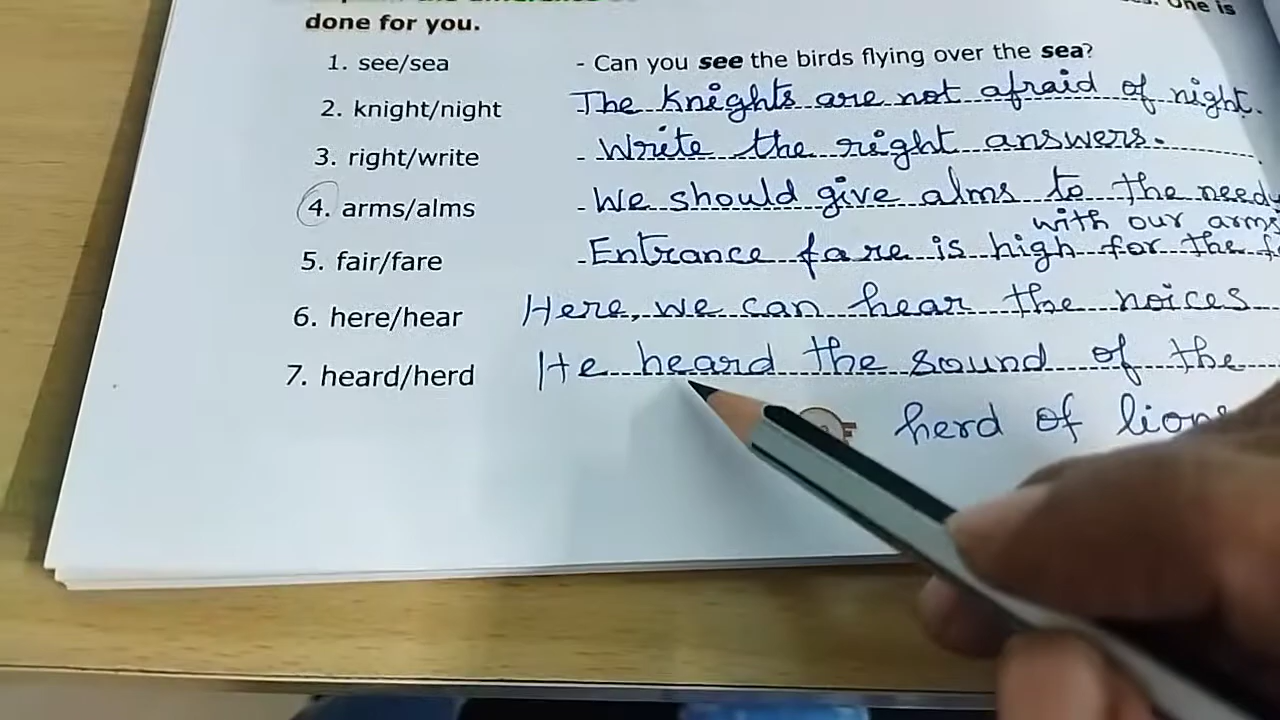 done for you.
1. see/sea - Can you see the birds flying over the sea?
2. knight/night The Knights are not afraid of night.
3. right/write - Write the right answers.
4. arms/alms - We should give alms to the needy
with our arms
5. fair/fare - Entrance fare is high for the
6. here/hear Here, we can hear the noices
7. heard/herd He heard the sound of the
herd of lions